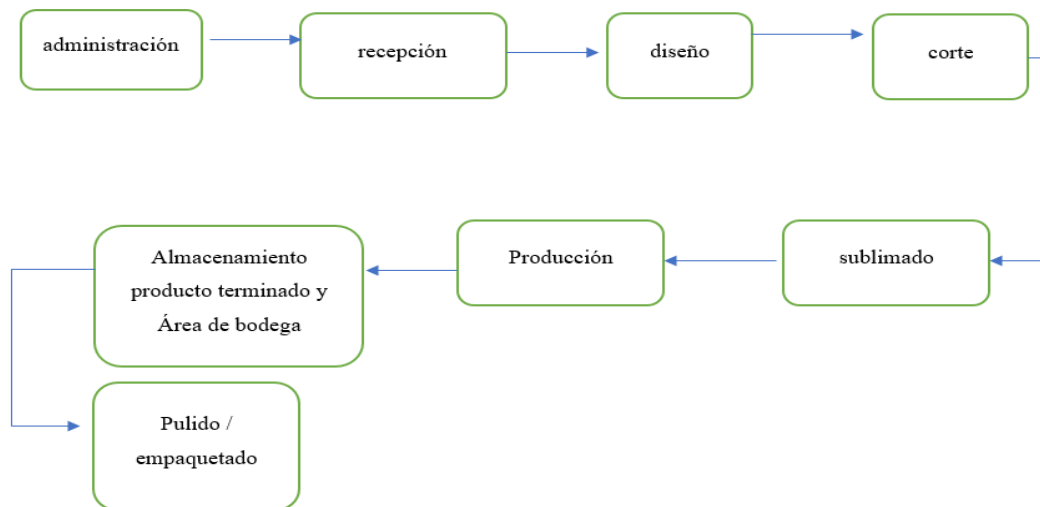 administración
recepción
diseño
corte
sublimado
Producción
Almacenamiento
producto terminado y
Área de bodega
Pulido /
empaquetado